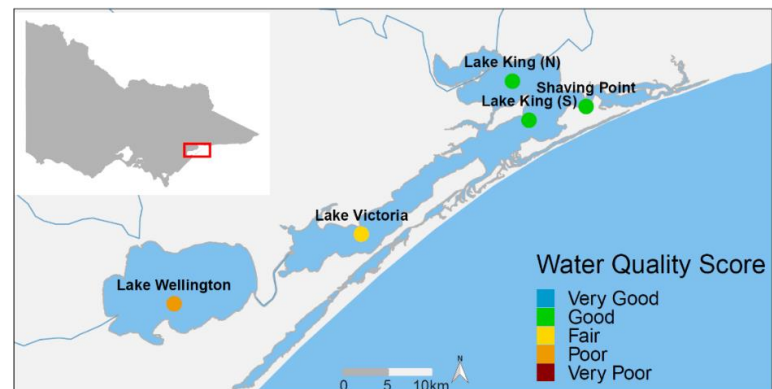 Lake King (N)
Shaving Point
Lake King (S)
Lake Victoria
Lake Wellington
Water Quality Score
Very Good
Good
Fair
Poor
Very Poor
N
0 5 10km